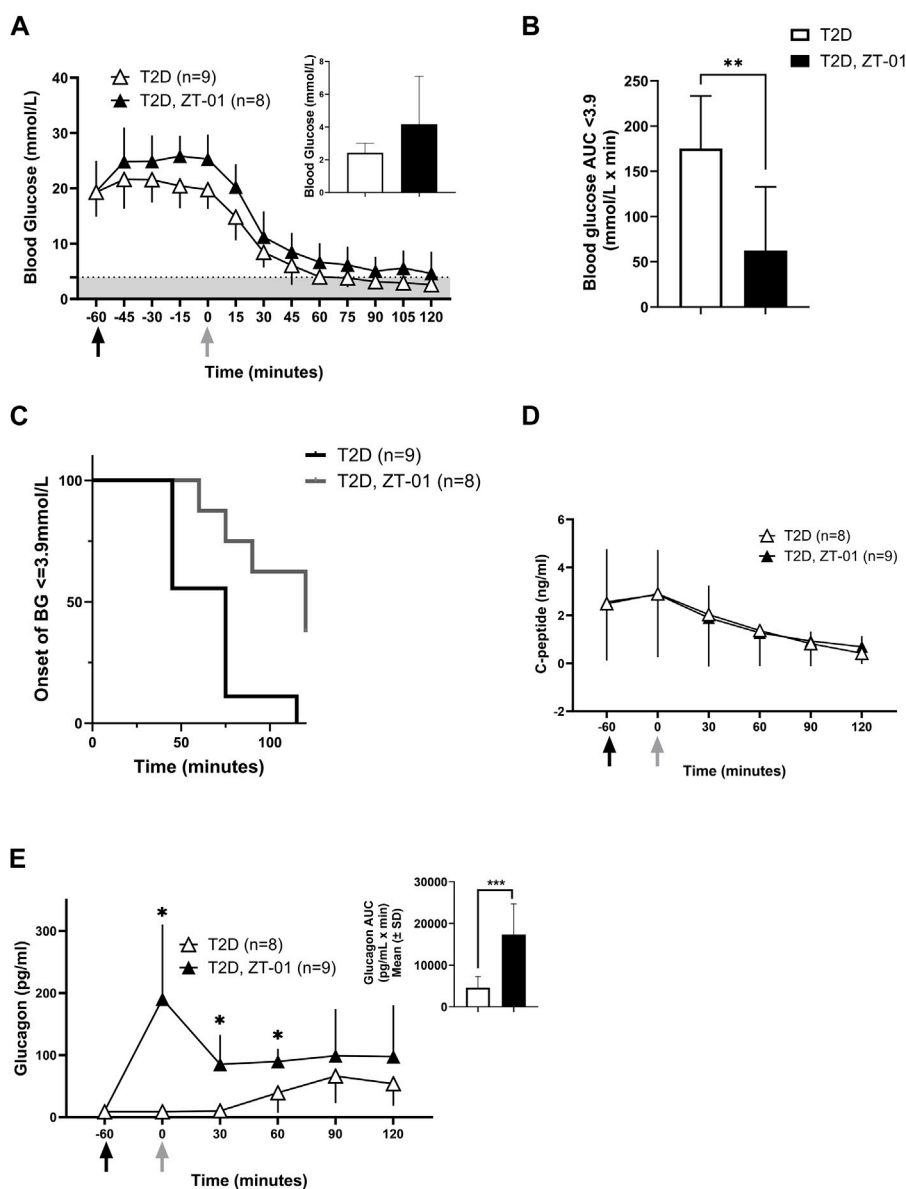 A
T2D (n=9)
T2D, ZT-01 (n=8)
Blood Glucose (mmol/L)
40
30
20
10
0
-60 -45 -30 -15 0 15 30 45 60 75 90 105 120
Time (minutes)
Blood Glucose (mmol/L)
8
6
4
2
0
B
T2D
T2D, ZT-01
**
Blood glucose AUC <3.9
(mmol/L x min)
250
200
150
100
50
0
C
T2D (n=9)
T2D, ZT-01 (n=8)
Onset of BG <=3.9mmol/L
100
50
0
0 50 100
Time (minutes)
D
T2D (n=8)
T2D, ZT-01 (n=9)
C-peptide (ng/ml)
6
4
2
0
-2
-60 0 30 60 90 120
Time (minutes)
E
T2D (n=8)
T2D, ZT-01 (n=9)
Glucagon (pg/ml)
300
200
100
0
* * *
-60 0 30 60 90 120
Time (minutes)
Glucagon AUC
(pg/mL x min)
Mean (± SD)
30000
20000
10000
0
***